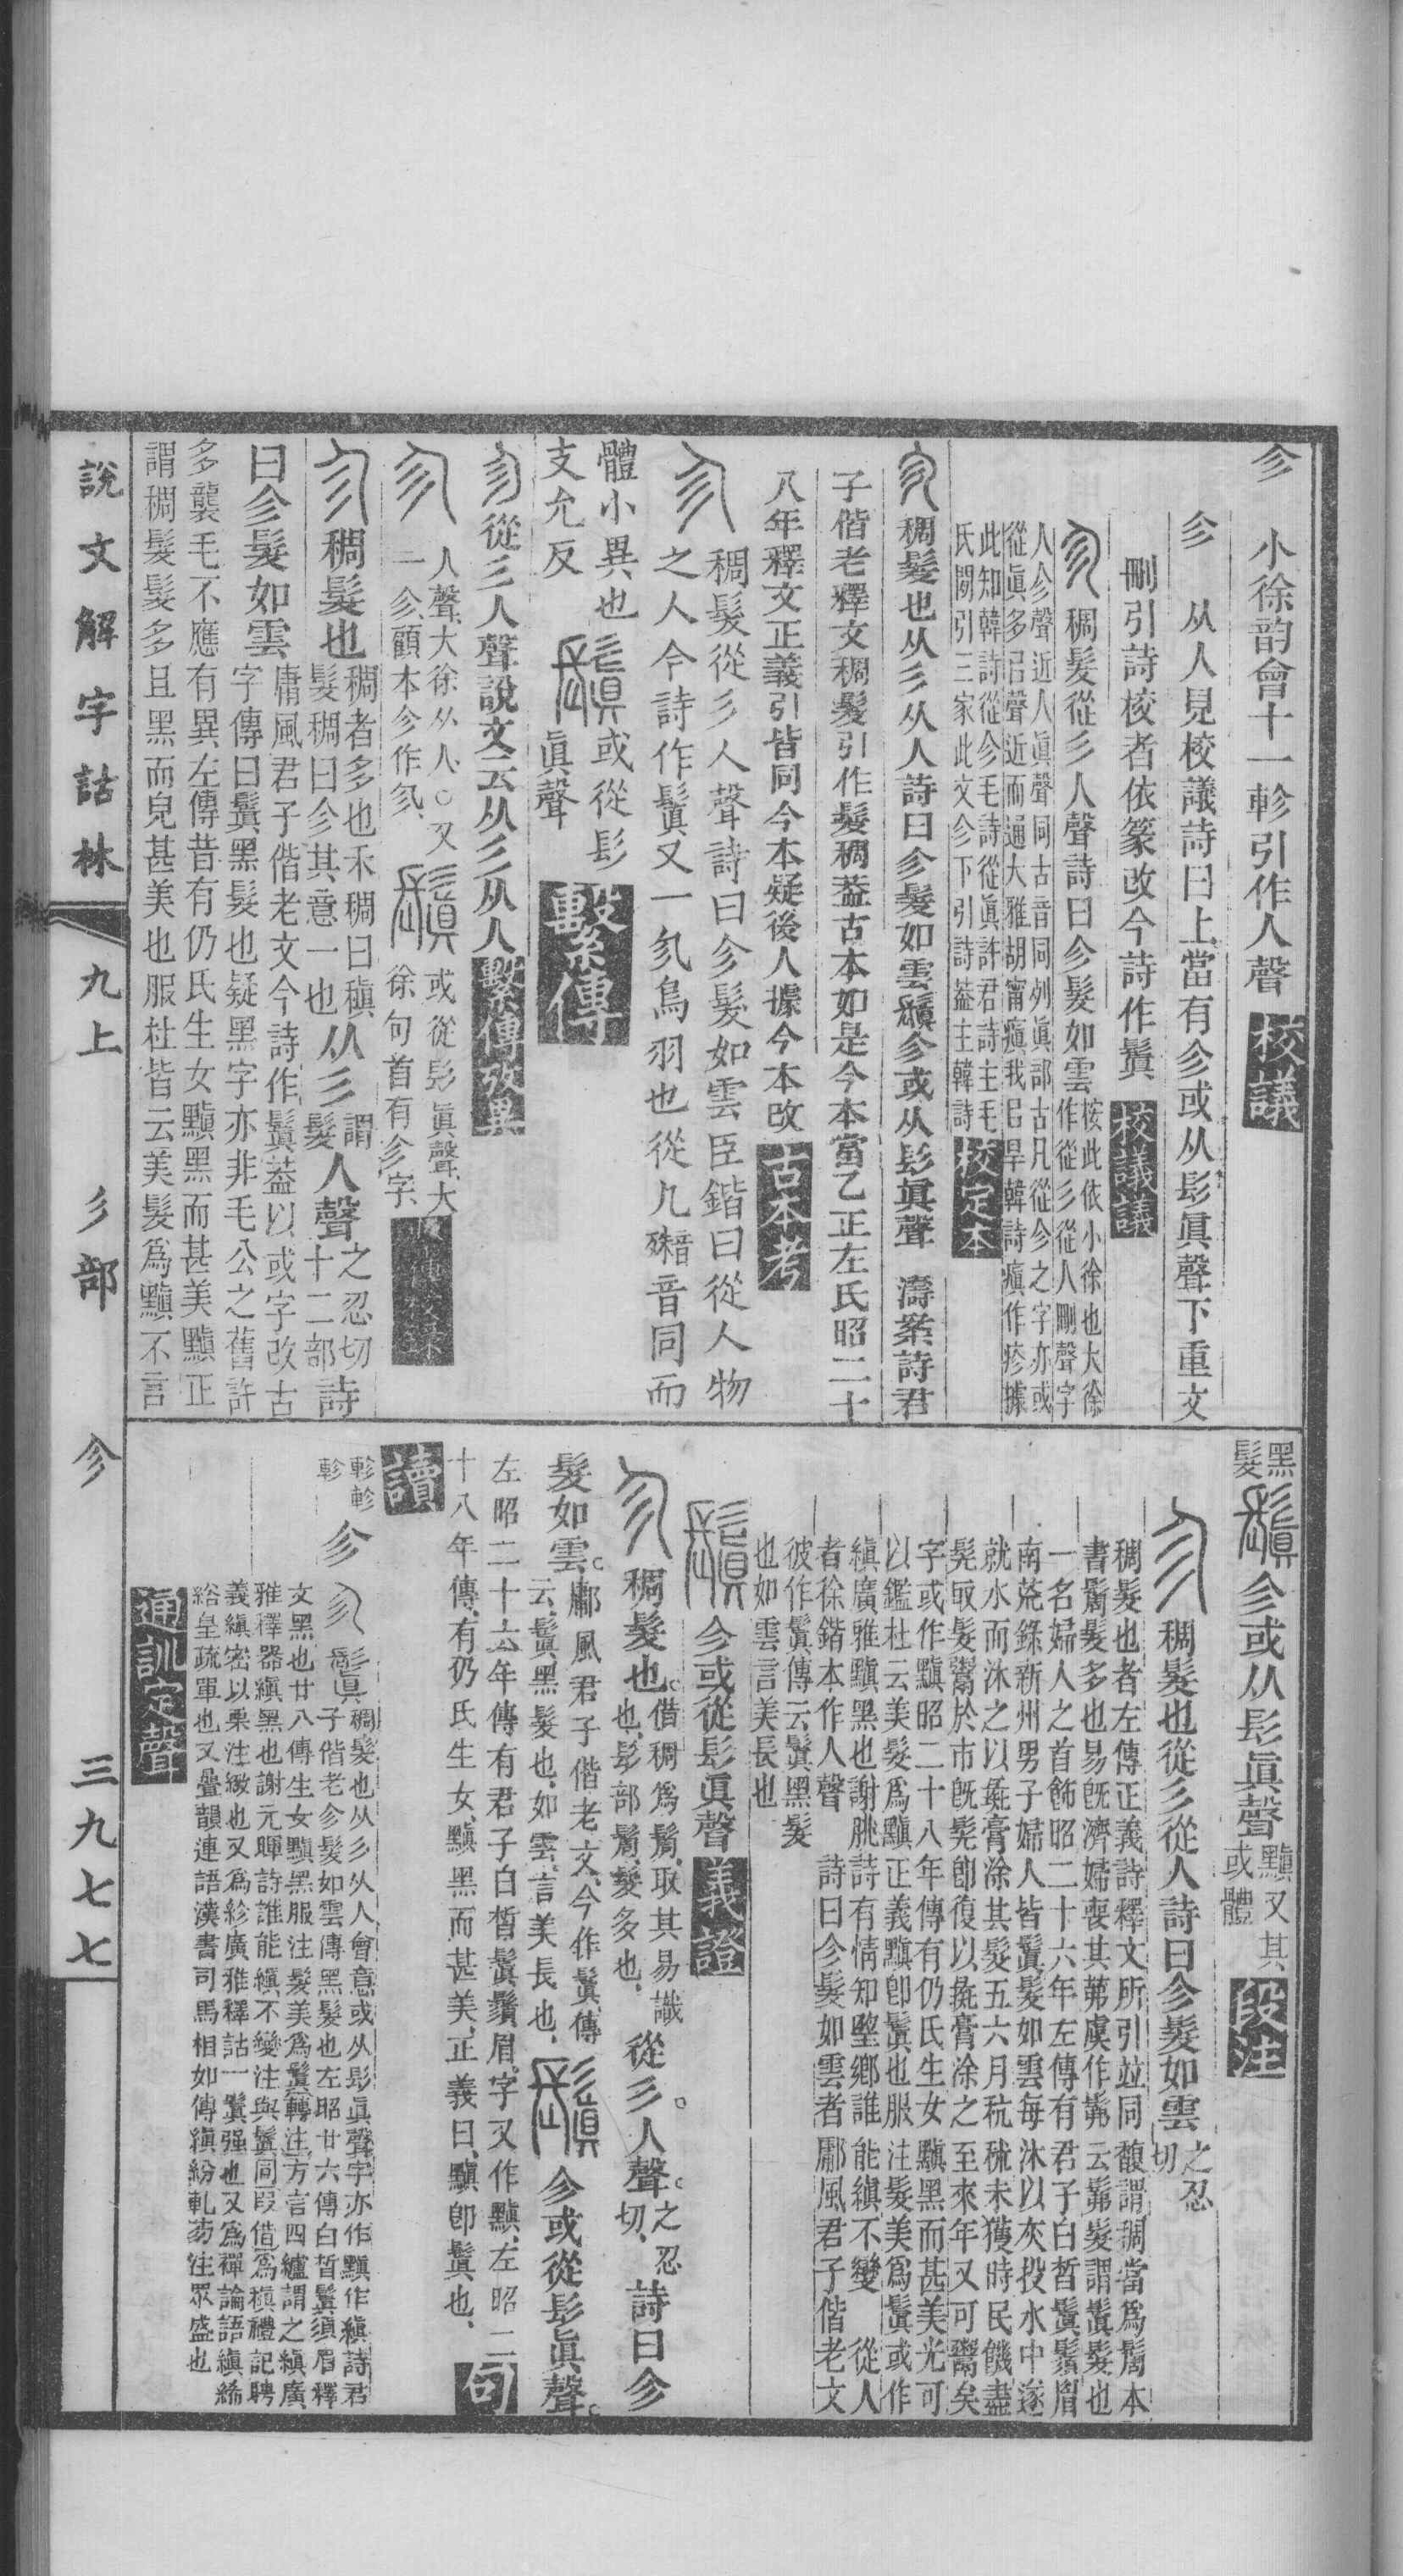 㐱
小徐韵會十一軫引作人聲 校議
㐱　从人見校議詩曰上當有㐱或从髟眞聲下重文
刪引詩校者依篆改今詩作鬒 校議議
㐱 稠髮從彡人聲詩曰㐱髮如雲 按此依小徐也大徐作從彡從人刪聲字
人㐱聲近人眞聲同古音同列眞部古凡從㐱之字亦或
從眞多㠯聲近而通大雅胡甯瘨我㠯旱韓詩瘨作疹據
此知韓詩從㐱毛詩從眞許君詩主毛
氏閒引三家此文㐱下引詩葢主韓詩 校定本
㐱 稠髮也从彡从人詩曰㐱髮如雲鬒㐱或从髟眞聲　濤案詩君
子偕老釋文稠髮引作髮稠葢古本如是今本當乙正左氏昭二十
八年釋文正義引皆同今本疑後人據今本改 古本考
㐱 稠髮從彡人聲詩曰㐱髮如雲臣鍇曰從人物
之人今詩作鬒又一㐱鳥羽也從几殊音音同而
體小異也 鬒 或從髟
支允反 眞聲 繫傳
㐱 從彡人聲說文云从彡从人 繫傳攷異
㐱 人聲大徐从人○又 鬒 或從髟眞聲大
一㐱顧本㐱作㐱 徐句首有㐱字 繫傳校錄
㐱 稠髮也 稠者多也禾稠曰稹髮稠曰㐱其意一也 从彡 謂髮 人聲 之忍切十二部 詩
曰㐱髮如雲 庸風君子偕老文今詩作鬒葢以或字改古
字傳曰鬒黑髮也疑黑字亦非毛公之舊許
多襲毛不應有異左傳昔有仍氏生女黰黑而甚美黰正
謂稠髮髮多且黑而皃甚美也服杜皆云美髮爲黰不言
黑髮 鬒 㐱或从髟眞聲 黰又其或體 段注
㐱 稠髮也從彡從人詩曰㐱髮如雲 之忍切
稠髮也者左傳正義詩釋文所引竝同馥謂稠當爲鬜本
書鬜髮多也易旣濟婦喪其茀虞作髴云髴髮謂鬒髮也
一名婦人之首飾昭二十六年左傳有君子白皙鬒鬚眉
南荒錄新州男子婦人皆鬒髮如雲每沐以灰投水中遂
就水而沐之以彘膏涂其髮五六月秔稌未獲時民饑盡
髡取髮鬻於市旣髡卽復以彘膏涂之至來年又可鬻矣
字或作黰昭二十八年傳有仍氏生女黰黑而甚美光可
以鑑杜云美髮爲黰正義黰卽鬒也服注髮美爲鬒或作
縝廣雅黰黑也謝朓詩有情知望鄉誰能縝不變　從人
者徐鍇本作人聲　詩曰㐱髮如雲者鄘風君子偕老文
彼作鬒傳云鬒黑髮
也如雲言美長也
鬒 㐱或從髟眞聲 義證
㐱 稠髮也 借稠爲鬜取其易識也髟部鬜髮多也 從彡人聲 之忍切 詩曰㐱
髮如雲 鄘風君子偕老文今作鬒傳云鬒黑髮也如雲言美長也 鬒 㐱或從髟眞聲
左昭二十六年傳有君子白皙鬒鬚眉字又作黰左昭二
十八年傳有仍氏生女黰黑而甚美正義曰黰卽鬒也 句
讀
軫軫軫 㐱 㐱 鬒 稠髮也从彡从人會意或从髟眞聲字亦作黰作縝詩君
子偕老㐱髮如雲傳黑髮也左昭廿六傳白皙鬒須眉釋
文黑也廿八傳生女黰黑服注髮美爲鬒轉注方言四纑謂之縝廣
雅釋器縝黑也謝元暉詩誰能縝不變注與鬒同叚借爲稹禮記聘
義縝密以栗注緻也又爲紾廣雅釋詁一鬒强也又爲襌論語縝絺
綌皇疏單也又疊韻連語漢書司馬相如傳縝紛軋芴注眾盛也
通訓定聲
說文解字詁林　九上　彡部　㐱　三九七七